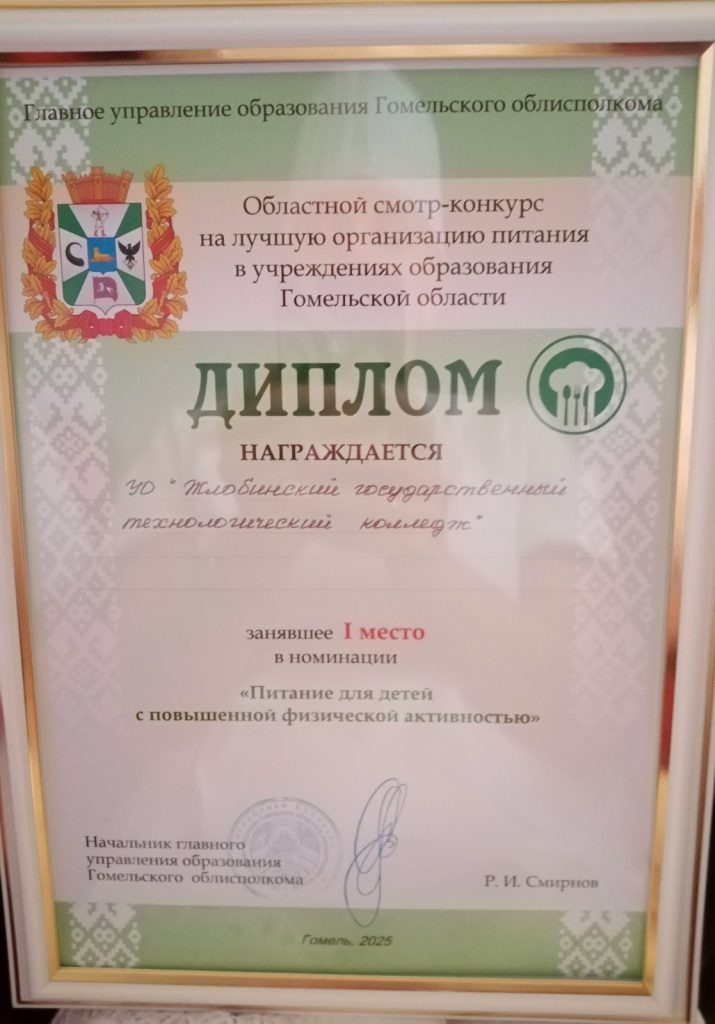 Главное управление образования Гомельского облисполкома
Областной смотр-конкурс
на лучшую организацию питания
в учреждениях образования
Гомельской области
ДИПЛОМ
НАГРАЖДАЕТСЯ
УО "Жлобинский государственный
технологический колледж"
занявшее I место
в номинации
«Питание для детей
с повышенной физической активностью»
Начальник главного
управления образования
Гомельского облисполкома
Р. И. Смирнов
Гомель, 2025